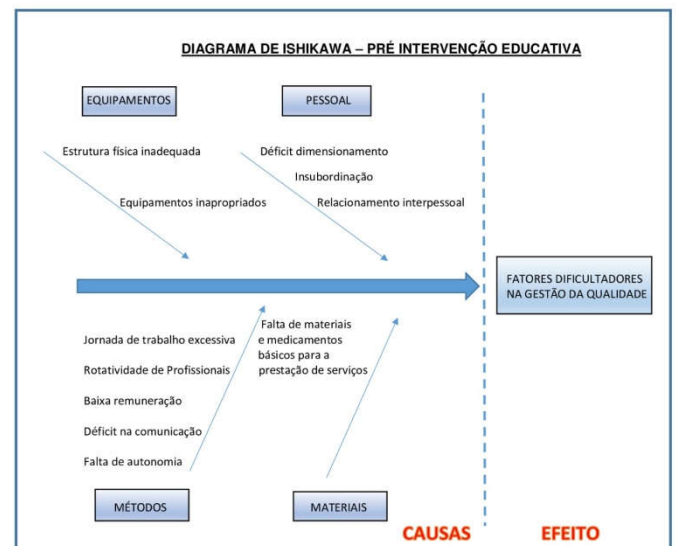 DIAGRAMA DE ISHIKAWA – PRÉ INTERVENÇÃO EDUCATIVA
EQUIPAMENTOS
PESSOAL
Estrutura física inadequada
Equipamentos inapropriados
Déficit dimensionamento
Insubordinação
Relacionamento interpessoal
FATORES DIFICULTADORES
NA GESTÃO DA QUALIDADE
Jornada de trabalho excessiva
Rotatividade de Profissionais
Baixa remuneração
Déficit na comunicação
Falta de autonomia
Falta de materiais
e medicamentos
básicos para a
prestação de serviços
MÉTODOS
MATERIAIS
CAUSAS
EFEITO